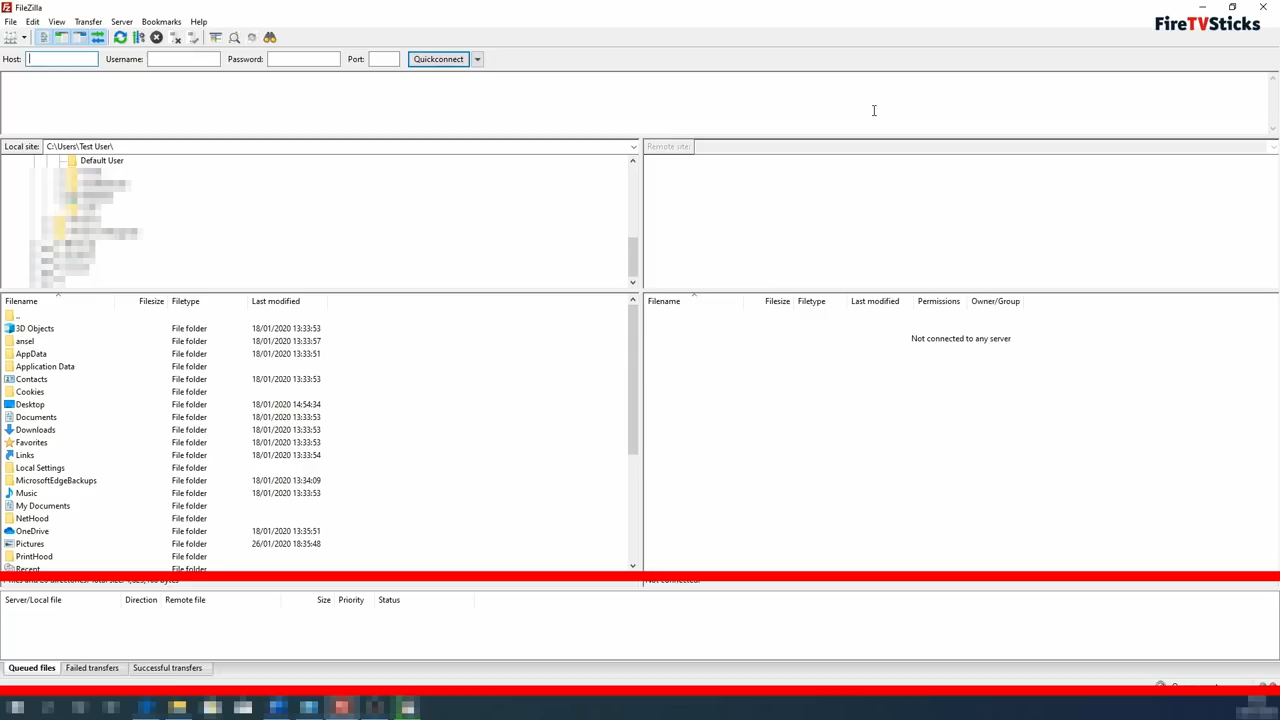 FileZilla
File Edit View Transfer Server Bookmarks Help
FireTVSticks
Host: Username: Password: Port: Quickconnect
Local site: C:\Users\Test User\
Remote site:
Default User
Filename Filesize Filetype Last modified
..
3D Objects File folder 18/01/2020 13:33:53
ansel File folder 18/01/2020 13:33:57
AppData File folder 18/01/2020 13:33:51
Application Data File folder
Contacts File folder 18/01/2020 13:33:53
Cookies File folder
Desktop File folder 18/01/2020 14:54:34
Documents File folder 18/01/2020 13:33:53
Downloads File folder 18/01/2020 13:33:53
Favorites File folder 18/01/2020 13:33:53
Links File folder 18/01/2020 13:33:54
Local Settings File folder
MicrosoftEdgeBackups File folder 18/01/2020 13:34:09
Music File folder 18/01/2020 13:33:53
My Documents File folder
NetHood File folder
OneDrive File folder 18/01/2020 13:35:51
Pictures File folder 26/01/2020 18:35:48
PrintHood File folder
Recent File folder
Filename Filesize Filetype Last modified Permissions Owner/Group
Not connected to any server
Not connected.
Server/Local file Direction Remote file Size Priority Status
Queued files Failed transfers Successful transfers